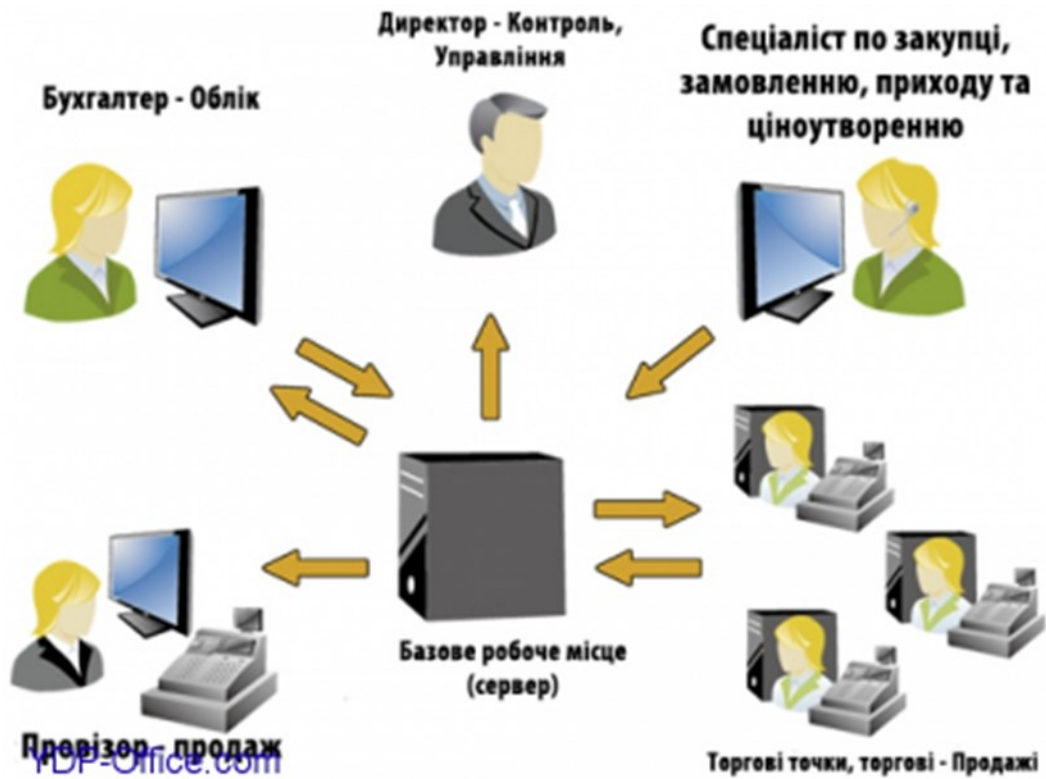 Директор - Контроль,
Управління
Спеціаліст по закупці,
замовленню, приходу та
ціноутворенню
Бухгалтер - Облік
Базове робоче місце
(сервер)
Провізор - продаж
YDP-Office.com
Торгові точки, торгові - Продажі